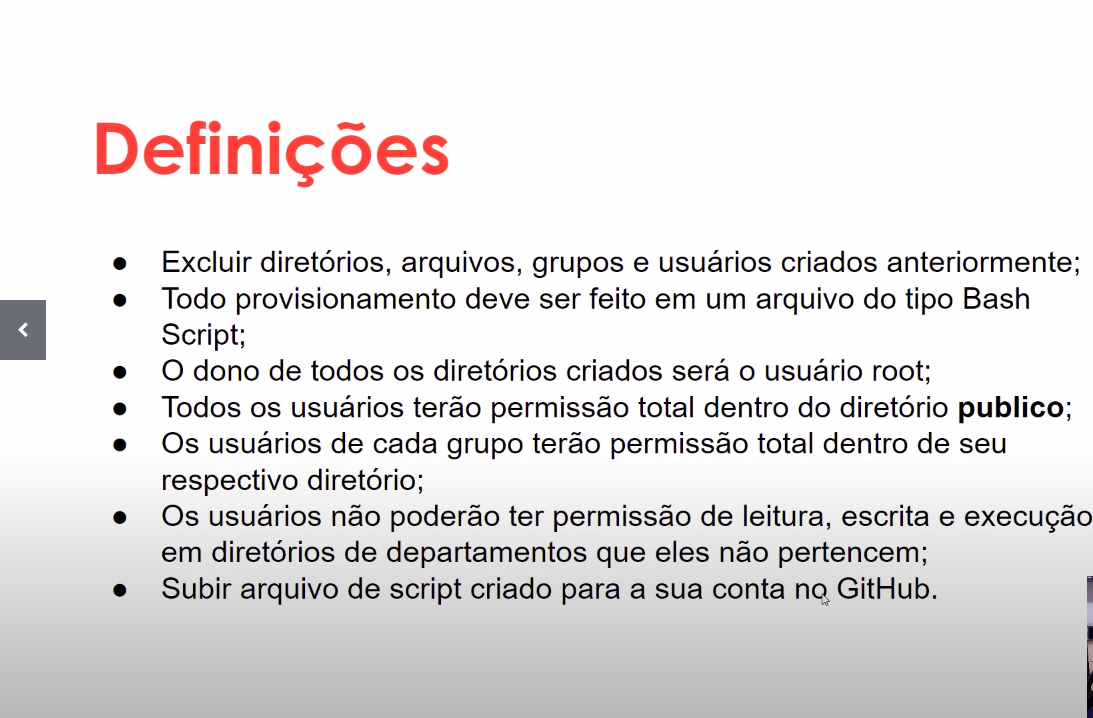 Definições
● Excluir diretórios, arquivos, grupos e usuários criados anteriormente;
● Todo provisionamento deve ser feito em um arquivo do tipo Bash
Script;
● O dono de todos os diretórios criados será o usuário root;
● Todos os usuários terão permissão total dentro do diretório publico;
● Os usuários de cada grupo terão permissão total dentro de seu
respectivo diretório;
● Os usuários não poderão ter permissão de leitura, escrita e execução
em diretórios de departamentos que eles não pertencem;
● Subir arquivo de script criado para a sua conta no GitHub.